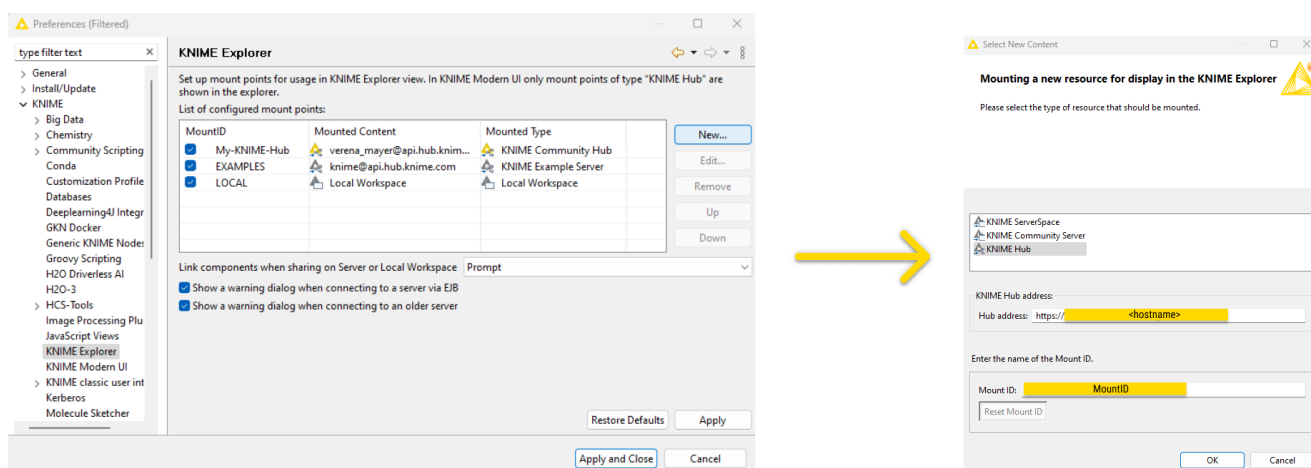 Preferences (Filtered)
type filter text
General
Install/Update
KNIME
Big Data
Chemistry
Community Scripting
Conda
Customization Profile
Databases
Deeplearning4J Integr
GKN Docker
Generic KNIME Nodes
Groovy Scripting
H2O Driverless AI
H2O-3
HCS-Tools
Image Processing Plu
JavaScript Views
KNIME Explorer
KNIME Modern UI
KNIME classic user int
Kerberos
Molecule Sketcher
KNIME Explorer
Set up mount points for usage in KNIME Explorer view. In KNIME Modern UI only mount points of type "KNIME Hub" are
shown in the explorer.
List of configured mount points:
MountID Mounted Content Mounted Type
My-KNIME-Hub verena_mayer@api.hub.knim... KNIME Community Hub
EXAMPLES knime@api.hub.knime.com KNIME Example Server
LOCAL Local Workspace Local Workspace
New...
Edit...
Remove
Up
Down
Link components when sharing on Server or Local Workspace Prompt
Show a warning dialog when connecting to a server via EJB
Show a warning dialog when connecting to an older server
Restore Defaults Apply
Apply and Close Cancel
Select New Content
Mounting a new resource for display in the KNIME Explorer
Please select the type of resource that should be mounted.
KNIME ServerSpace
KNIME Community Server
KNIME Hub
KNIME Hub address:
Hub address: https:// <hostname>
Enter the name of the Mount ID.
Mount ID: MountID
Reset Mount ID
OK Cancel